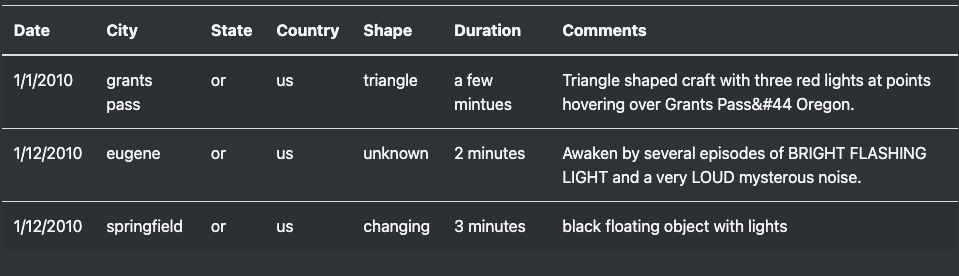 Date City State Country Shape Duration Comments
1/1/2010 grants or us triangle a few Triangle shaped craft with three red lights at points
pass mintues hovering over Grants Pass&#44 Oregon.
1/12/2010 eugene or us unknown 2 minutes Awaken by several episodes of BRIGHT FLASHING
LIGHT and a very LOUD mysterous noise.
1/12/2010 springfield or us changing 3 minutes black floating object with lights